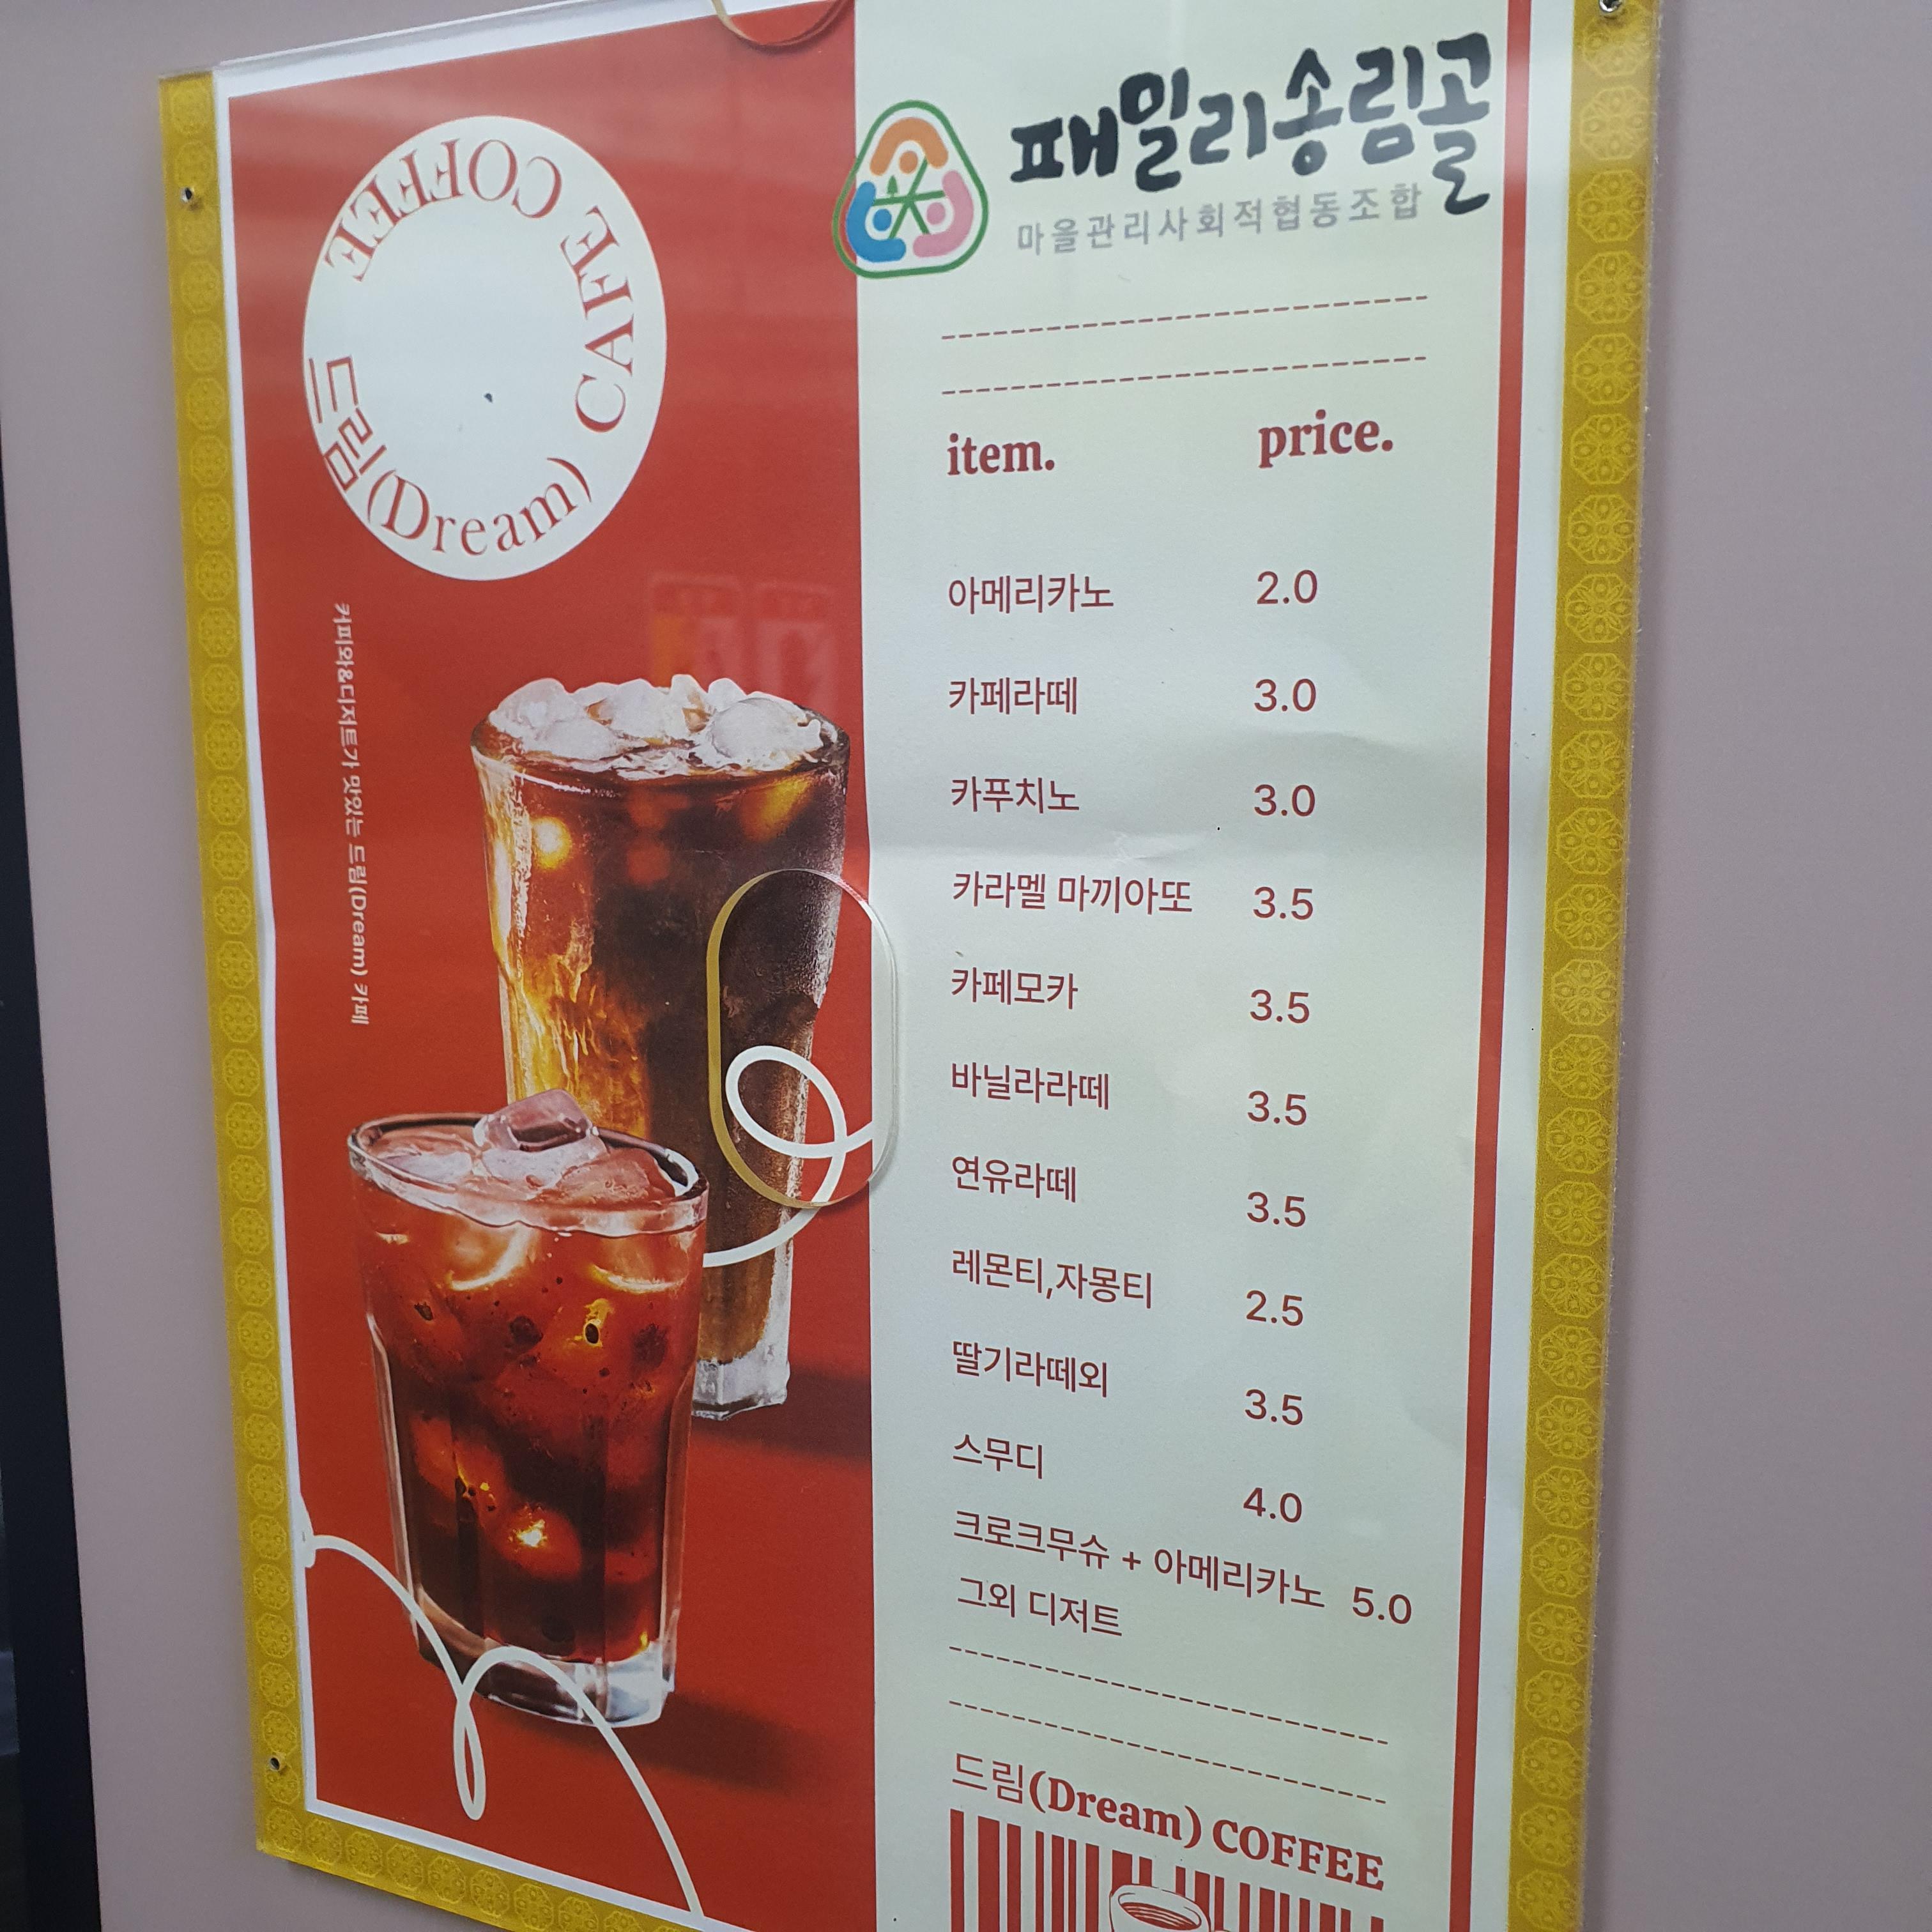 COFFEE CAFE 드림(Dream)
커피와&디저트가 맛있는 드림(Dream) 카페
패밀리송림골
마을관리사회적협동조합
item. price.
아메리카노 2.0
카페라떼 3.0
카푸치노 3.0
카라멜 마끼아또 3.5
카페모카 3.5
바닐라라떼 3.5
연유라떼 3.5
레몬티,자몽티 2.5
딸기라떼외 3.5
스무디 4.0
크로크무슈 + 아메리카노 5.0
그외 디저트
드림(Dream) COFFEE